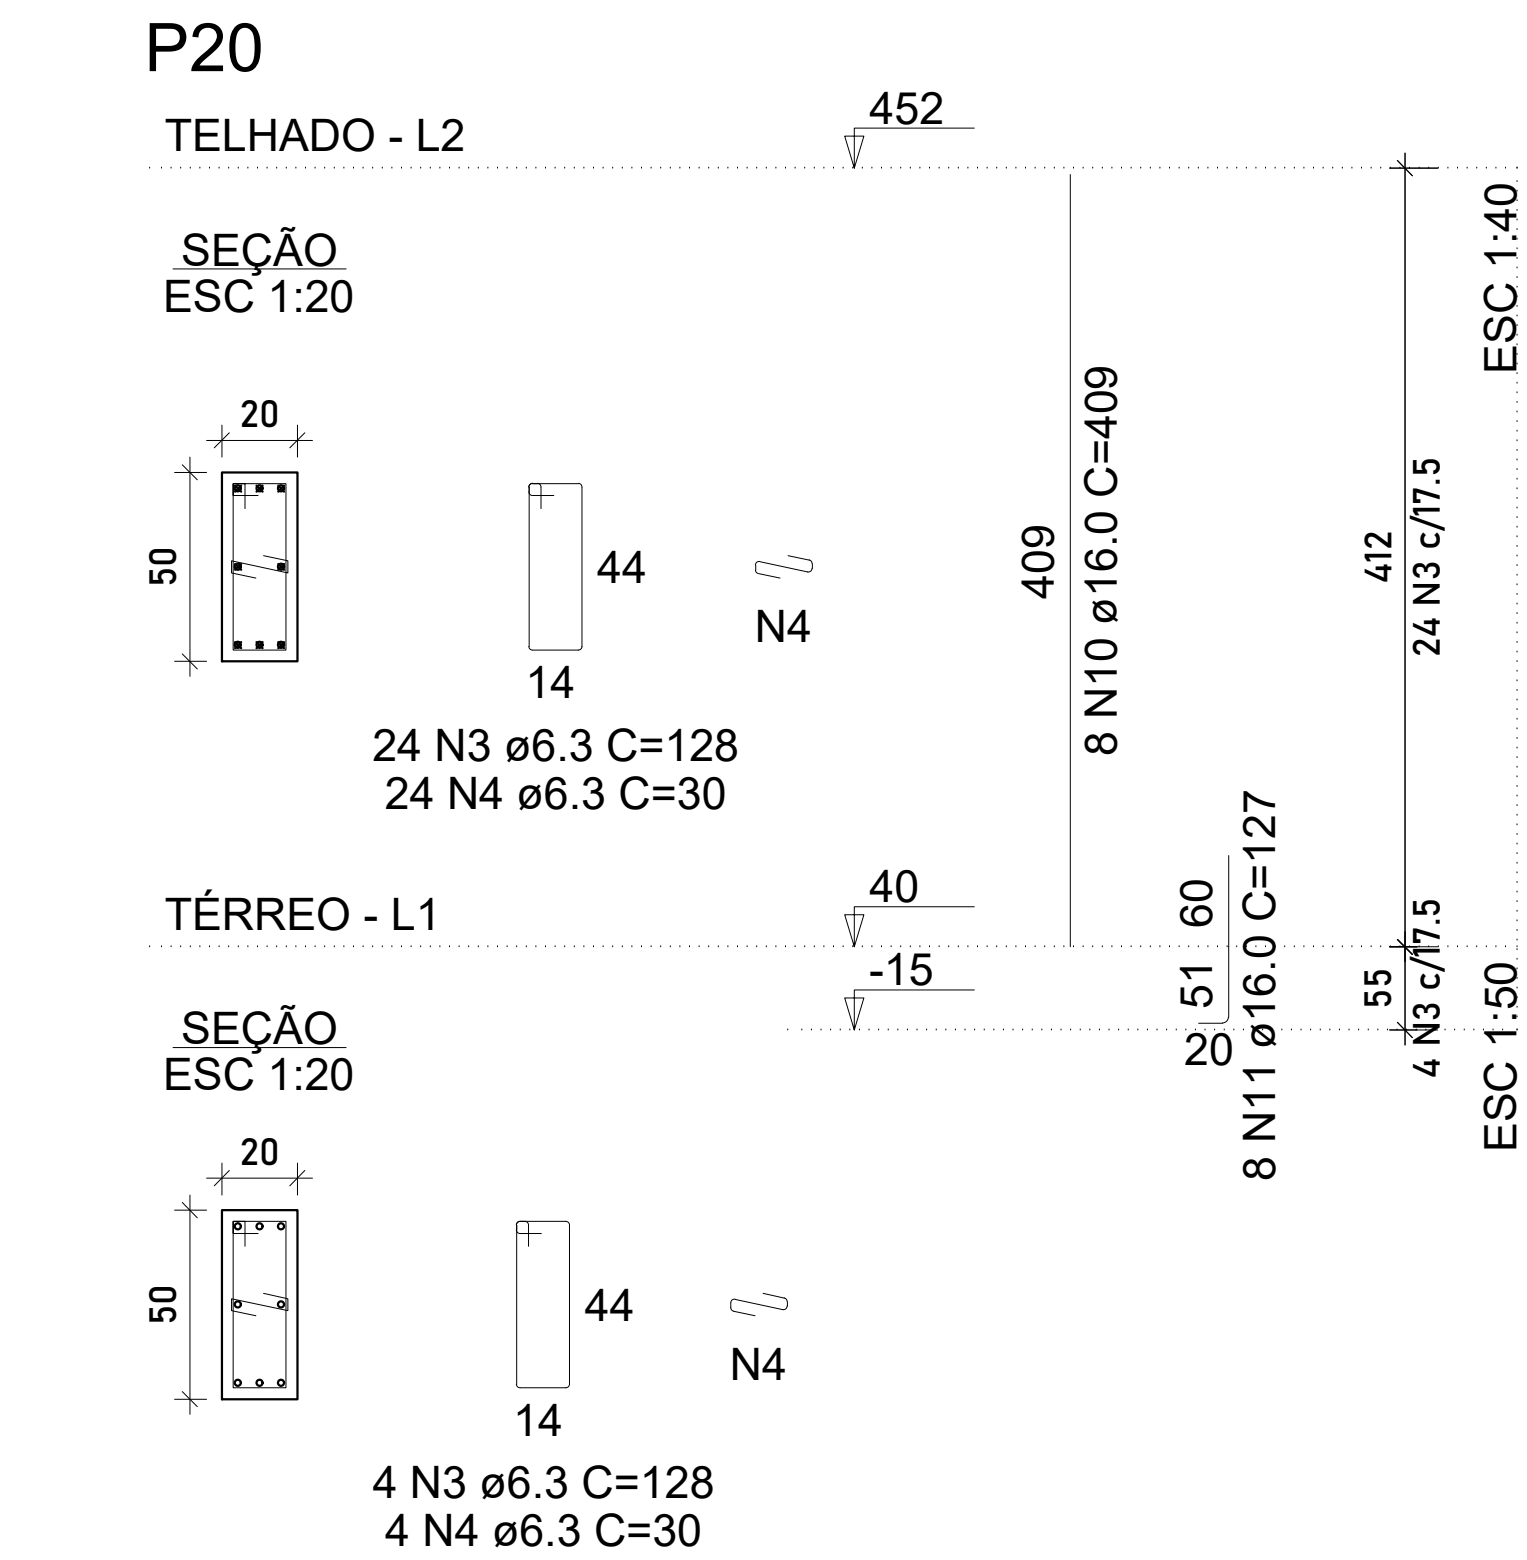 P20
TELHADO - L2
452
SEÇÃO
ESC 1:20
20
50
44
14
N4
24 N3 ø6.3 C=128
24 N4 ø6.3 C=30
409
8 N10 ø16.0 C=409
412
24 N3 c/17.5
ESC 1:40
TÉRREO - L1
40
-15
60
51
20
8 N11 ø16.0 C=127
55
4 N3 c/17.5
ESC 1:50
SEÇÃO
ESC 1:20
20
50
44
14
N4
4 N3 ø6.3 C=128
4 N4 ø6.3 C=30